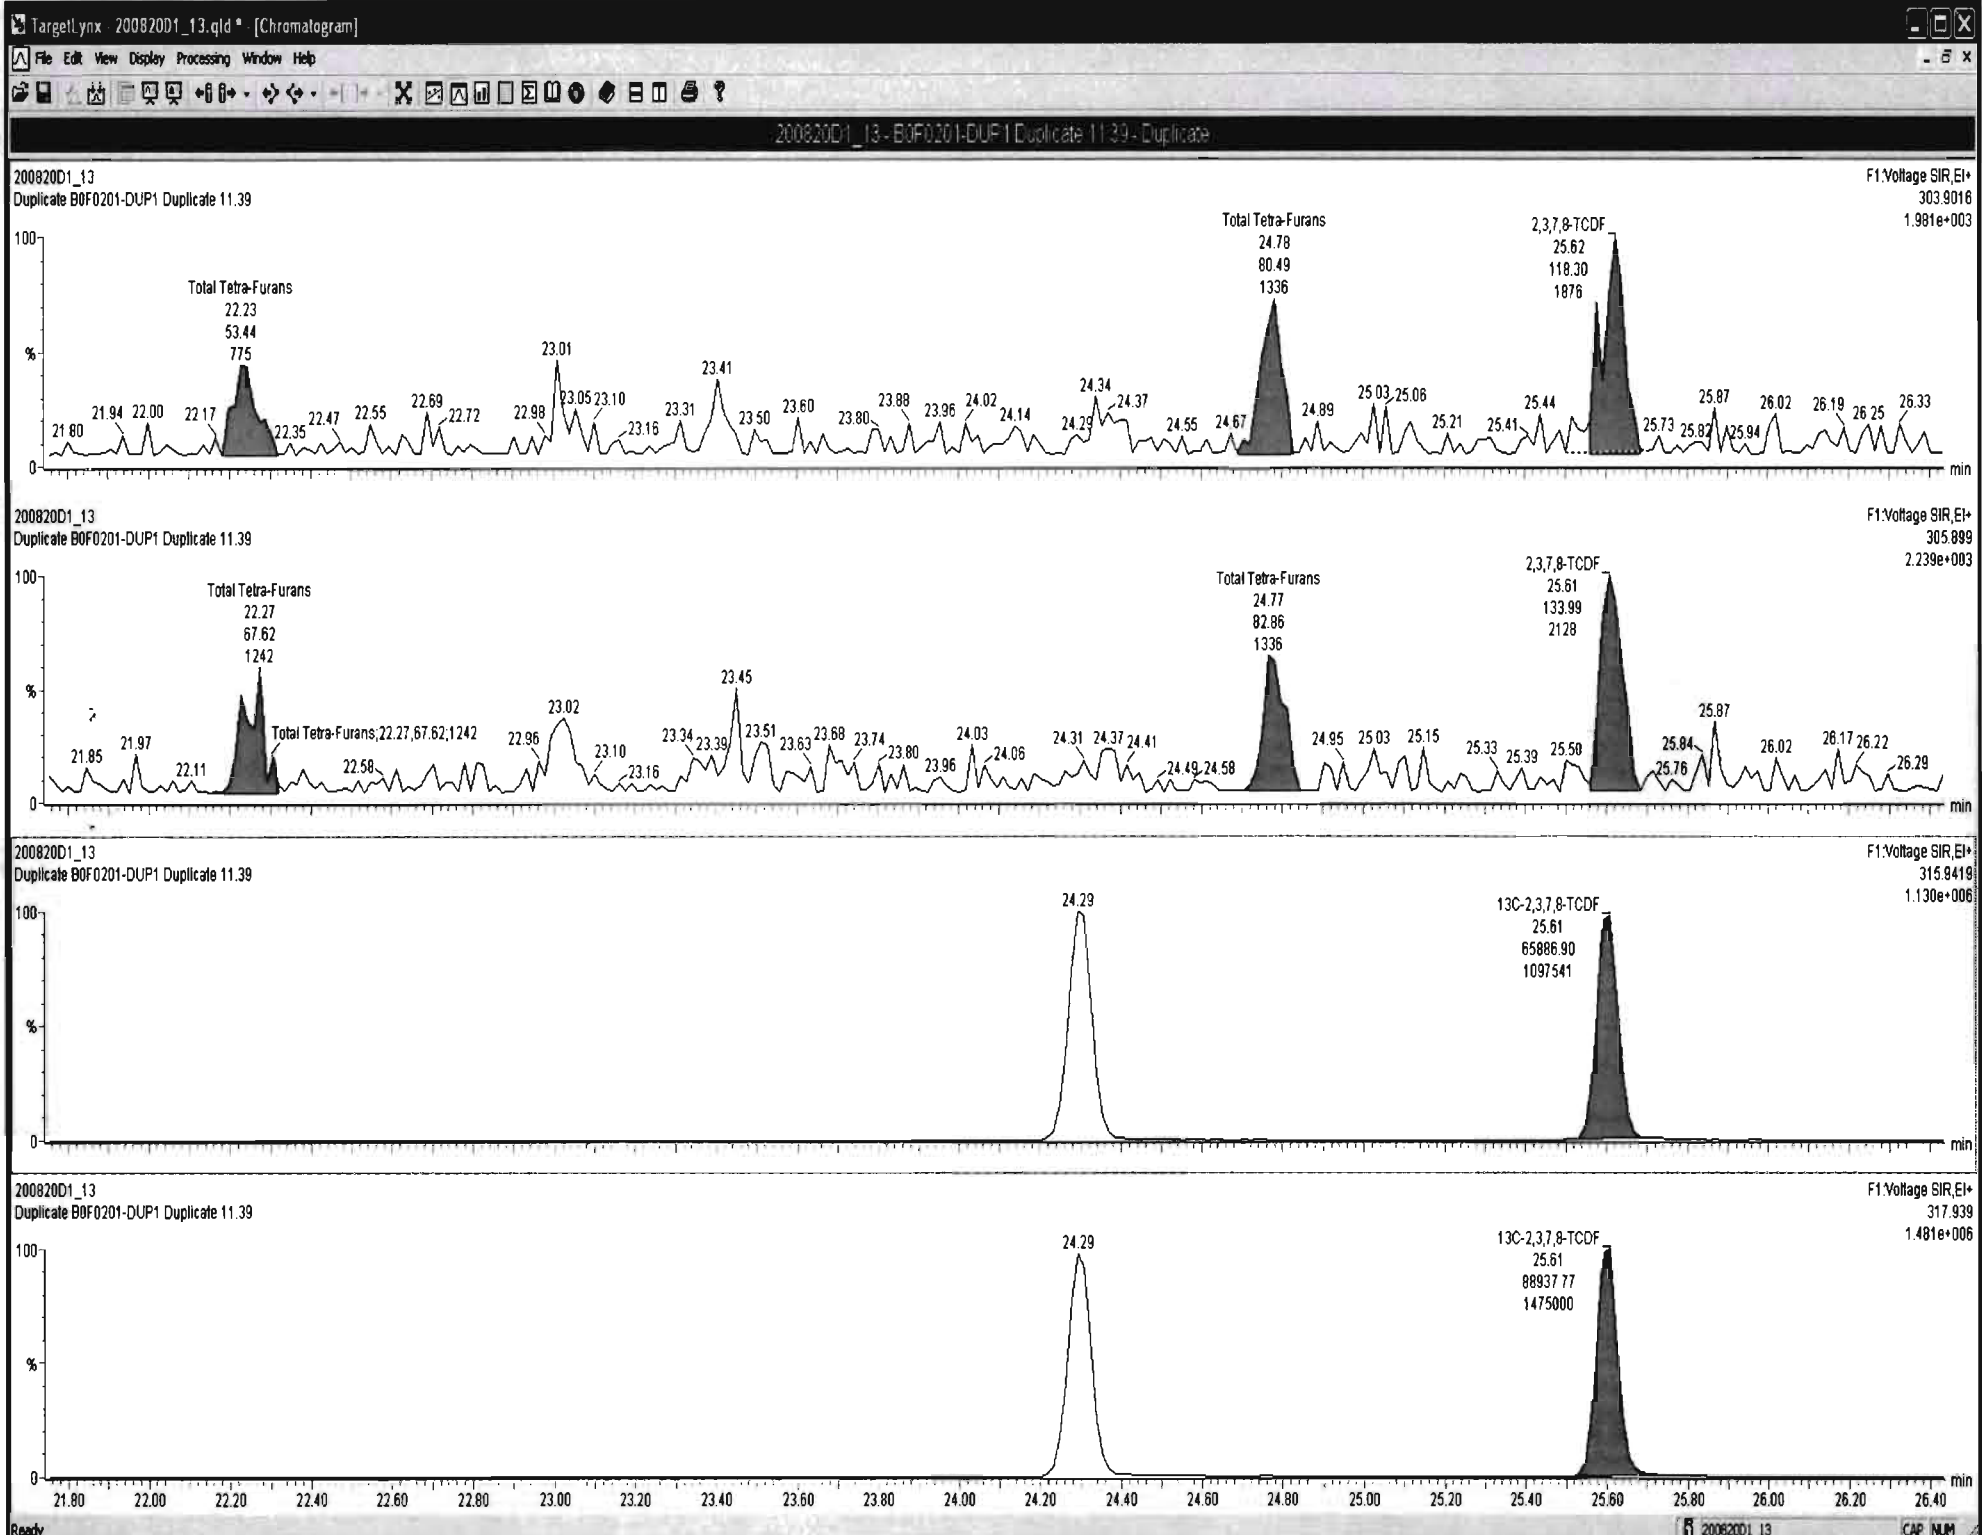 TargetLynx - 200820D1_13.qld * - [Chromatogram]
File Edit View Display Processing Window Help
200820D1_13 - B0F0201-DUP1 Duplicate 11.39 - Duplicate
200820D1_13
Duplicate B0F0201-DUP1 Duplicate 11.39
F1:Voltage SIR,EI+
303.9016
1.981e+003
100
%
0
Total Tetra-Furans
22.23
53.44
775
Total Tetra-Furans
24.78
80.49
1336
2,3,7,8-TCDF
25.62
118.30
1876
21.80 21.94 22.00 22.17 22.35 22.47 22.55 22.69 22.72 22.98 23.01 23.05 23.10 23.16 23.31 23.41 23.50 23.60 23.80 23.88 23.96 24.02 24.14 24.29 24.34 24.37 24.55 24.67 24.89 25.03 25.06 25.21 25.41 25.44 25.73 25.82 25.87 25.94 26.02 26.19 26.25 26.33
min
200820D1_13
Duplicate B0F0201-DUP1 Duplicate 11.39
F1:Voltage SIR,EI+
305.899
2.239e+003
100
%
0
Total Tetra-Furans
22.27
67.62
1242
Total Tetra-Furans;22.27,67.62;1242
Total Tetra-Furans
24.77
82.86
1336
2,3,7,8-TCDF
25.61
133.99
2128
21.85 21.97 22.11 22.58 22.96 23.02 23.10 23.16 23.34 23.39 23.45 23.51 23.63 23.68 23.74 23.80 23.96 24.03 24.06 24.31 24.37 24.41 24.49 24.58 24.95 25.03 25.15 25.33 25.39 25.50 25.76 25.84 25.87 26.02 26.17 26.22 26.29
min
200820D1_13
Duplicate B0F0201-DUP1 Duplicate 11.39
F1:Voltage SIR,EI+
315.9419
1.130e+006
100
%
0
24.29
13C-2,3,7,8-TCDF
25.61
65886.90
1097541
min
200820D1_13
Duplicate B0F0201-DUP1 Duplicate 11.39
F1:Voltage SIR,EI+
317.939
1.481e+006
100
%
0
24.29
13C-2,3,7,8-TCDF
25.61
88937.77
1475000
min
21.80 22.00 22.20 22.40 22.60 22.80 23.00 23.20 23.40 23.60 23.80 24.00 24.20 24.40 24.60 24.80 25.00 25.20 25.40 25.60 25.80 26.00 26.20 26.40
Ready
200820D1_13
CAP NUM